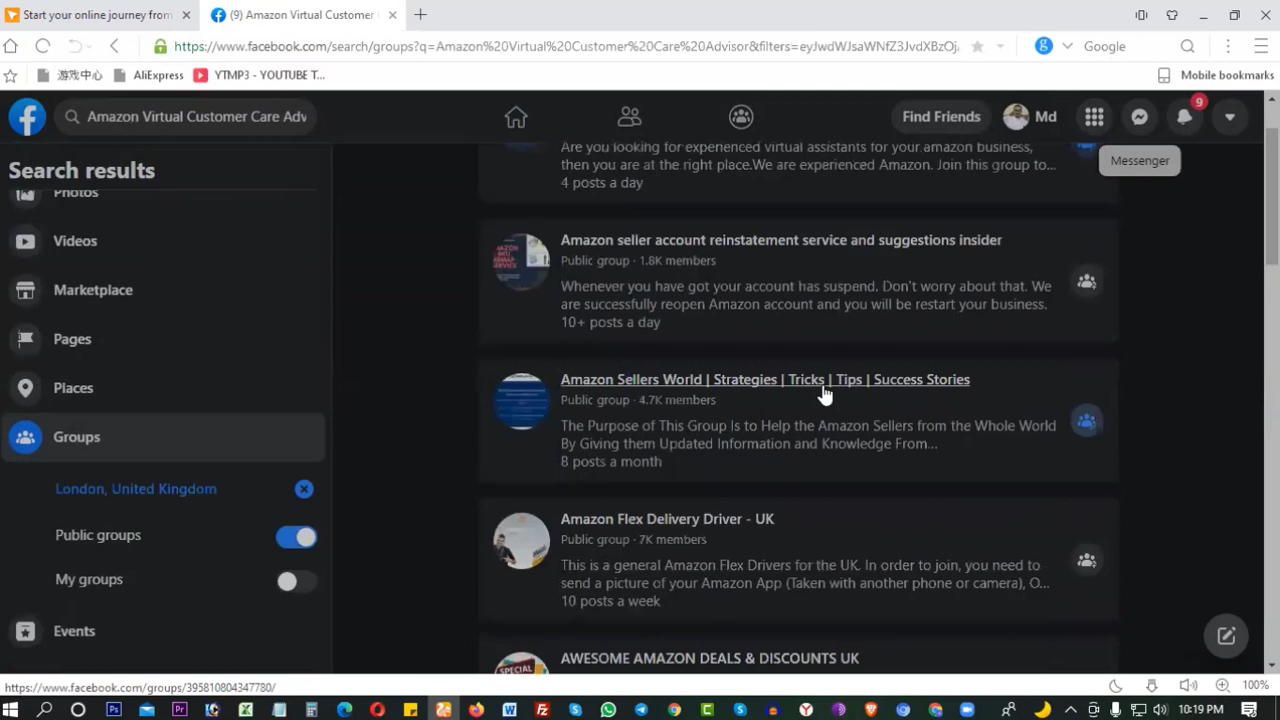 Start your online journey from
(9) Amazon Virtual Customer
https://www.facebook.com/search/groups?q=Amazon%20Virtual%20Customer%20Care%20Advisor&filters=eyJwdWJsaWNfZ3JvdXBzOj
Google
游戏中心
AliExpress
YTMP3 - YOUTUBE T...
Mobile bookmarks
Amazon Virtual Customer Care Adv
Find Friends
Md
9
Messenger
Search results
Photos
Videos
Marketplace
Pages
Places
Groups
London, United Kingdom
Public groups
My groups
Events
Are you looking for experienced virtual assistants for your amazon business,
then you are at the right place.We are experienced Amazon. Join this group to...
4 posts a day
Amazon seller account reinstatement service and suggestions insider
Public group · 1.8K members
Whenever you have got your account has suspend. Don't worry about that. We
are successfully reopen Amazon account and you will be restart your business.
10+ posts a day
Amazon Sellers World | Strategies | Tricks | Tips | Success Stories
Public group · 4.7K members
The Purpose of This Group Is to Help the Amazon Sellers from the Whole World
By Giving them Updated Information and Knowledge From...
8 posts a month
Amazon Flex Delivery Driver - UK
Public group · 7K members
This is a general Amazon Flex Drivers for the UK. In order to join, you need to
send a picture of your Amazon App (Taken with another phone or camera), O...
10 posts a week
SPECIAL
AWESOME AMAZON DEALS & DISCOUNTS UK
https://www.facebook.com/groups/395810804347780/
100%
10:19 PM